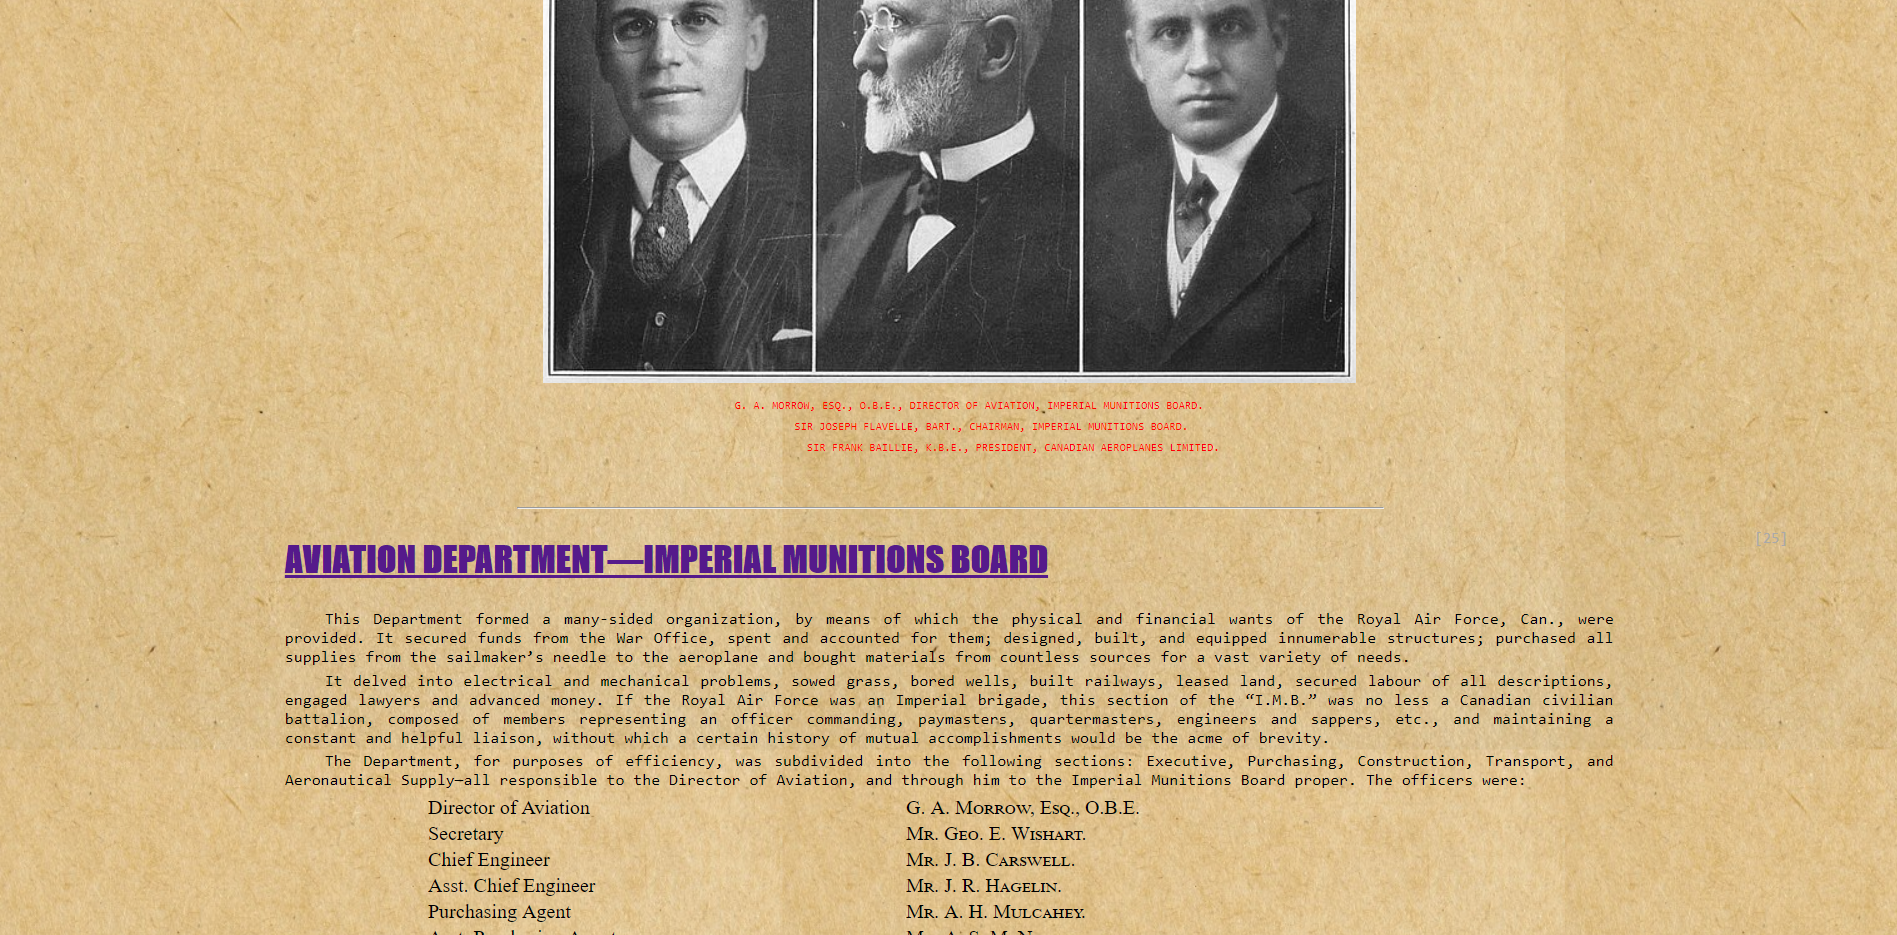 G. A. MORROW, ESQ., O.B.E., DIRECTOR OF AVIATION, IMPERIAL MUNITIONS BOARD.
SIR JOSEPH FLAVELLE, BART., CHAIRMAN, IMPERIAL MUNITIONS BOARD.
SIR FRANK BAILLIE, K.B.E., PRESIDENT, CANADIAN AEROPLANES LIMITED.
[25]
AVIATION DEPARTMENT—IMPERIAL MUNITIONS BOARD
This Department formed a many-sided organization, by means of which the physical and financial wants of the Royal Air Force, Can., were
provided. It secured funds from the War Office, spent and accounted for them; designed, built, and equipped innumerable structures; purchased all
supplies from the sailmaker’s needle to the aeroplane and bought materials from countless sources for a vast variety of needs.
It delved into electrical and mechanical problems, sowed grass, bored wells, built railways, leased land, secured labour of all descriptions,
engaged lawyers and advanced money. If the Royal Air Force was an Imperial brigade, this section of the “I.M.B.” was no less a Canadian civilian
battalion, composed of members representing an officer commanding, paymasters, quartermasters, engineers and sappers, etc., and maintaining a
constant and helpful liaison, without which a certain history of mutual accomplishments would be the acme of brevity.
The Department, for purposes of efficiency, was subdivided into the following sections: Executive, Purchasing, Construction, Transport, and
Aeronautical Supply—all responsible to the Director of Aviation, and through him to the Imperial Munitions Board proper. The officers were:
Director of Aviation G. A. Morrow, Esq., O.B.E.
Secretary Mr. Geo. E. Wishart.
Chief Engineer Mr. J. B. Carswell.
Asst. Chief Engineer Mr. J. R. Hagelin.
Purchasing Agent Mr. A. H. Mulcahey.